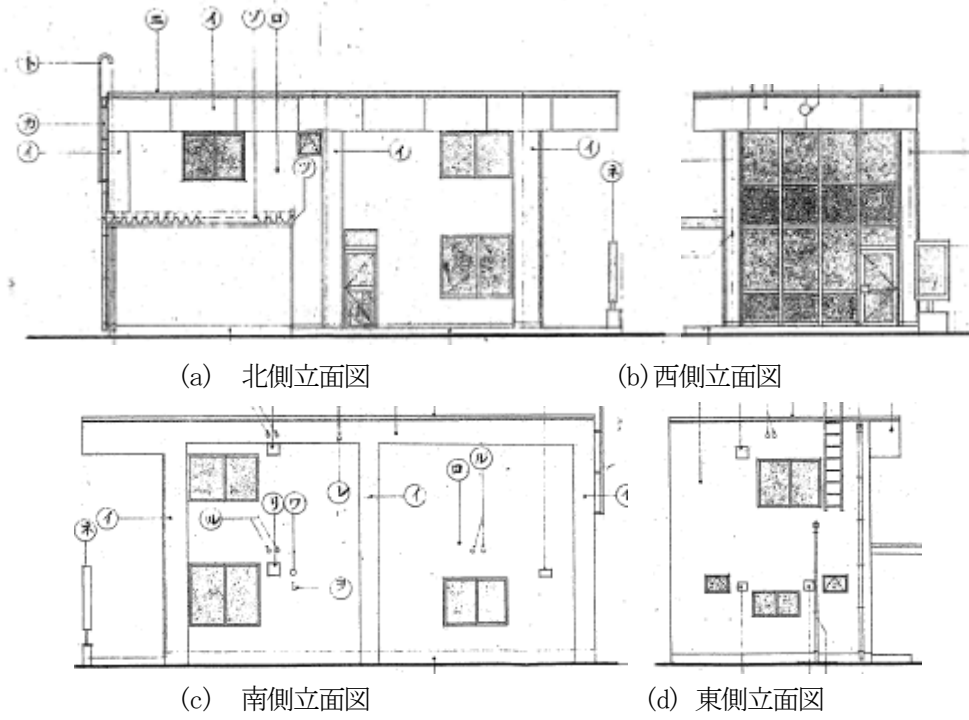 エ イ ソ ロ
ト
カ
イ イ イ
ツ ネ
(a) 北側立面図
(b) 西側立面図
ロ ル
レ イ イ
リ ワ
イ ル
ネ ヲ
(c) 南側立面図
(d) 東側立面図